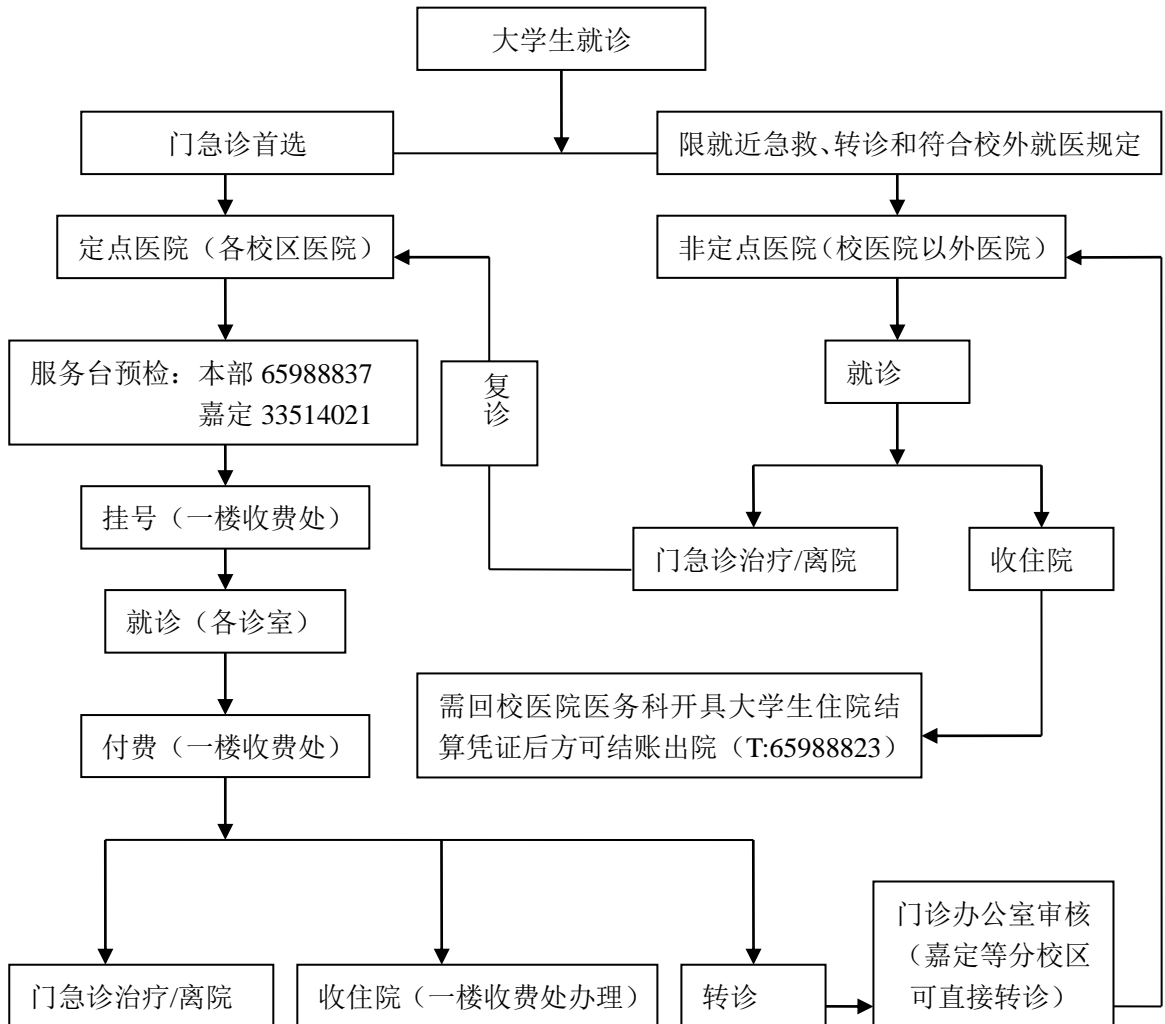 大学生就诊
门急诊首选
限就近急救、转诊和符合校外就医规定
定点医院（各校区医院）
非定点医院（校医院以外医院）
服务台预检：本部 65988837
嘉定 33514021
复
诊
就诊
挂号（一楼收费处）
门急诊治疗/离院
收住院
就诊（各诊室）
需回校医院医务科开具大学生住院结
算凭证后方可结账出院（T:65988823）
付费（一楼收费处）
门急诊治疗/离院
收住院（一楼收费处办理）
转诊
门诊办公室审核
（嘉定等分校区
可直接转诊）